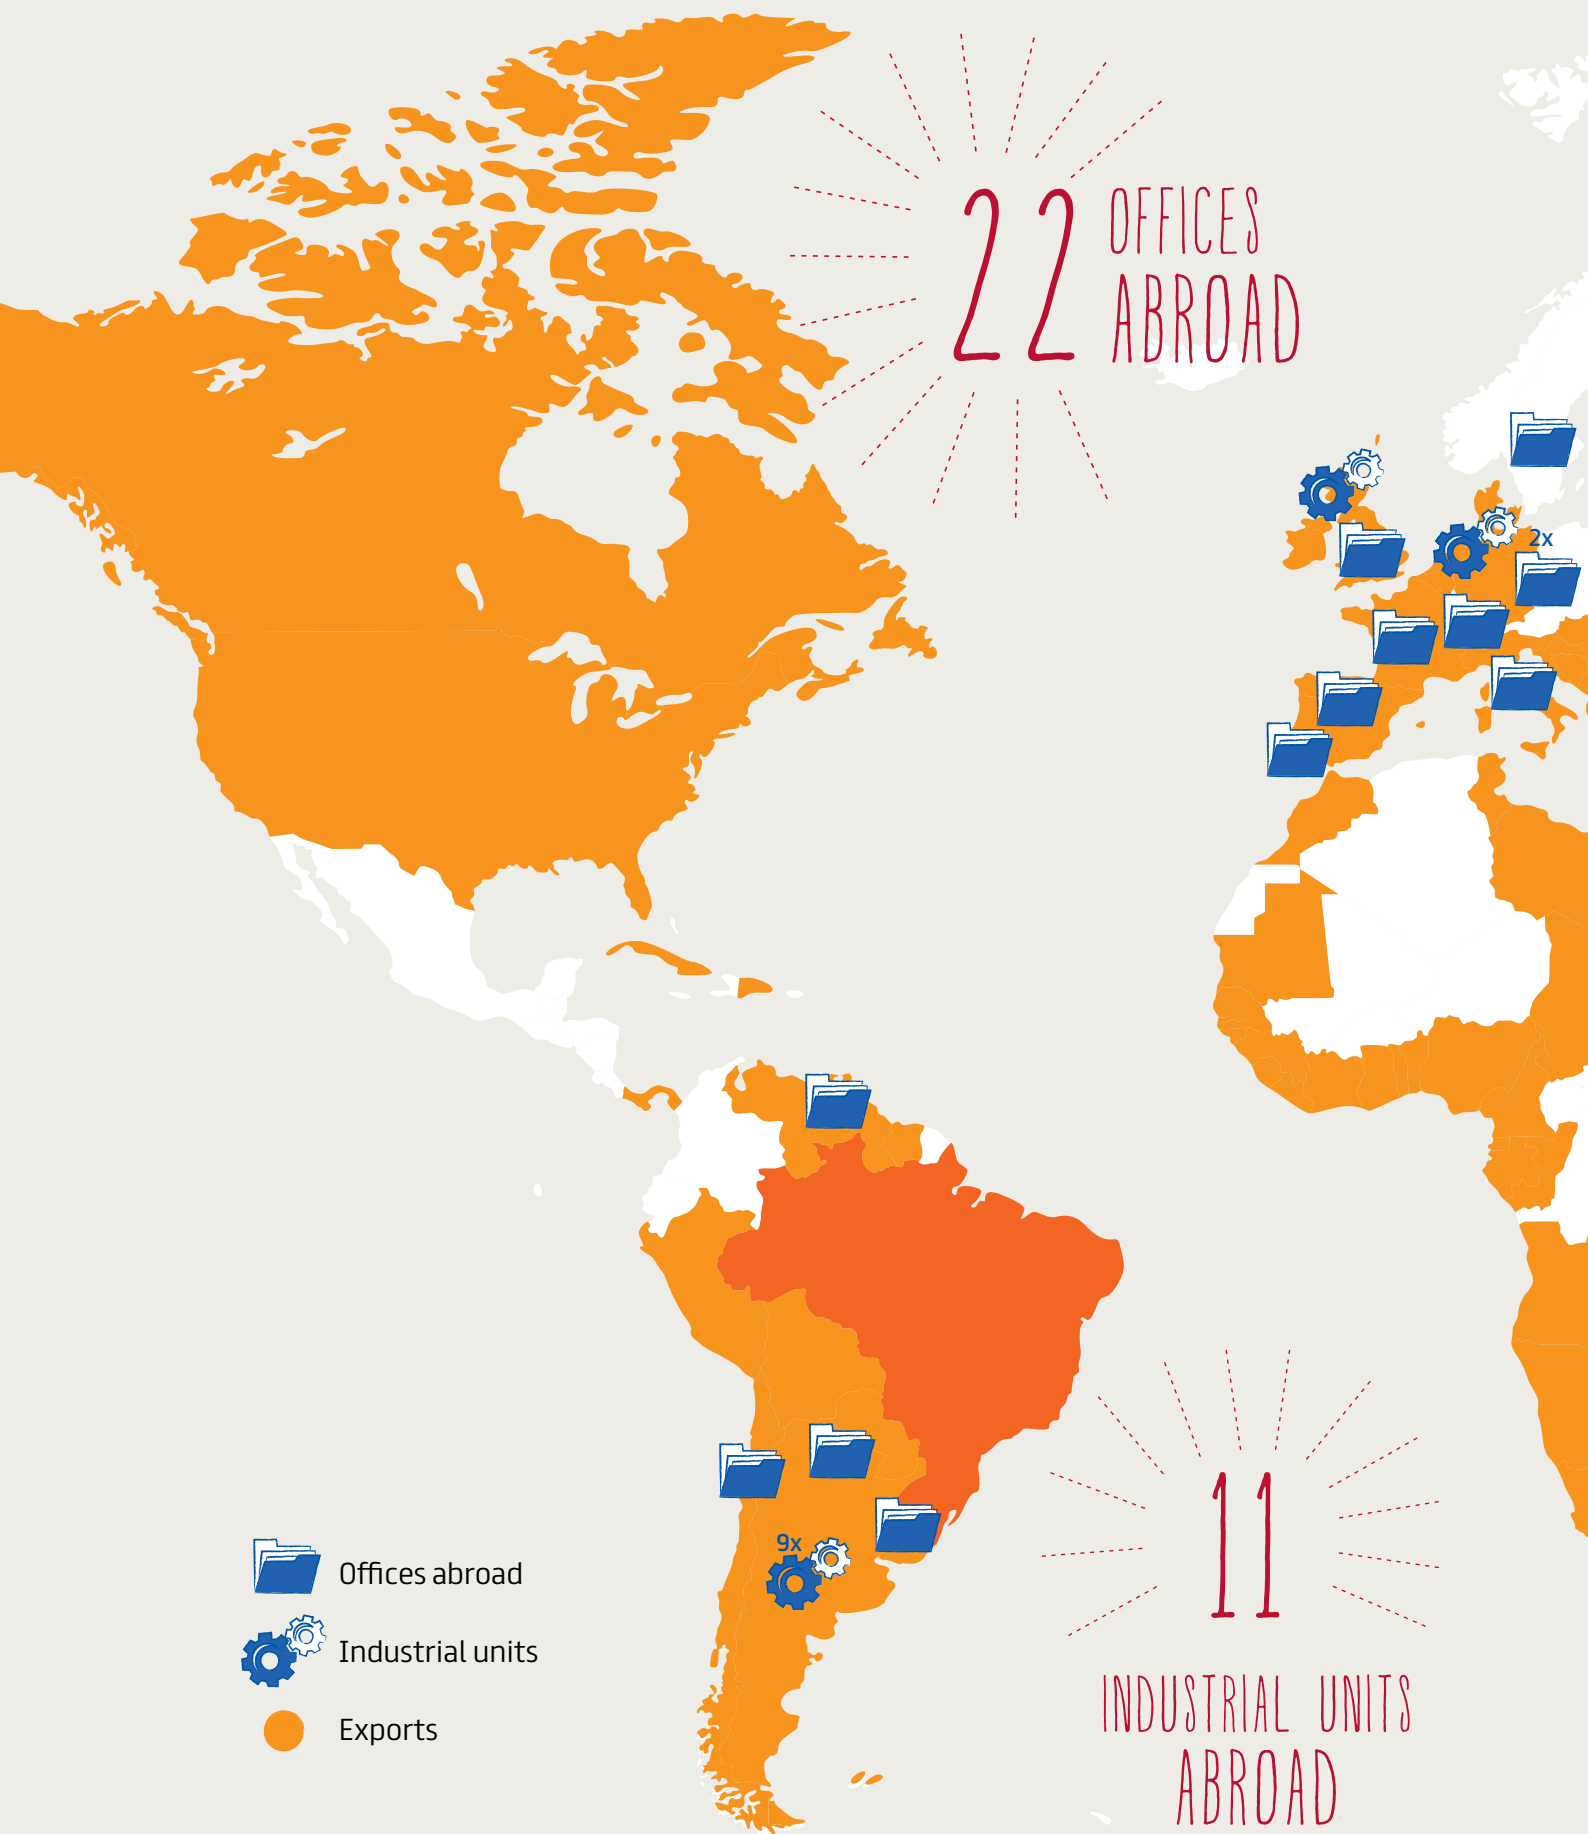 22 OFFICES
ABROAD
2x
9x
11
INDUSTRIAL UNITS
ABROAD
Offices abroad
Industrial units
Exports